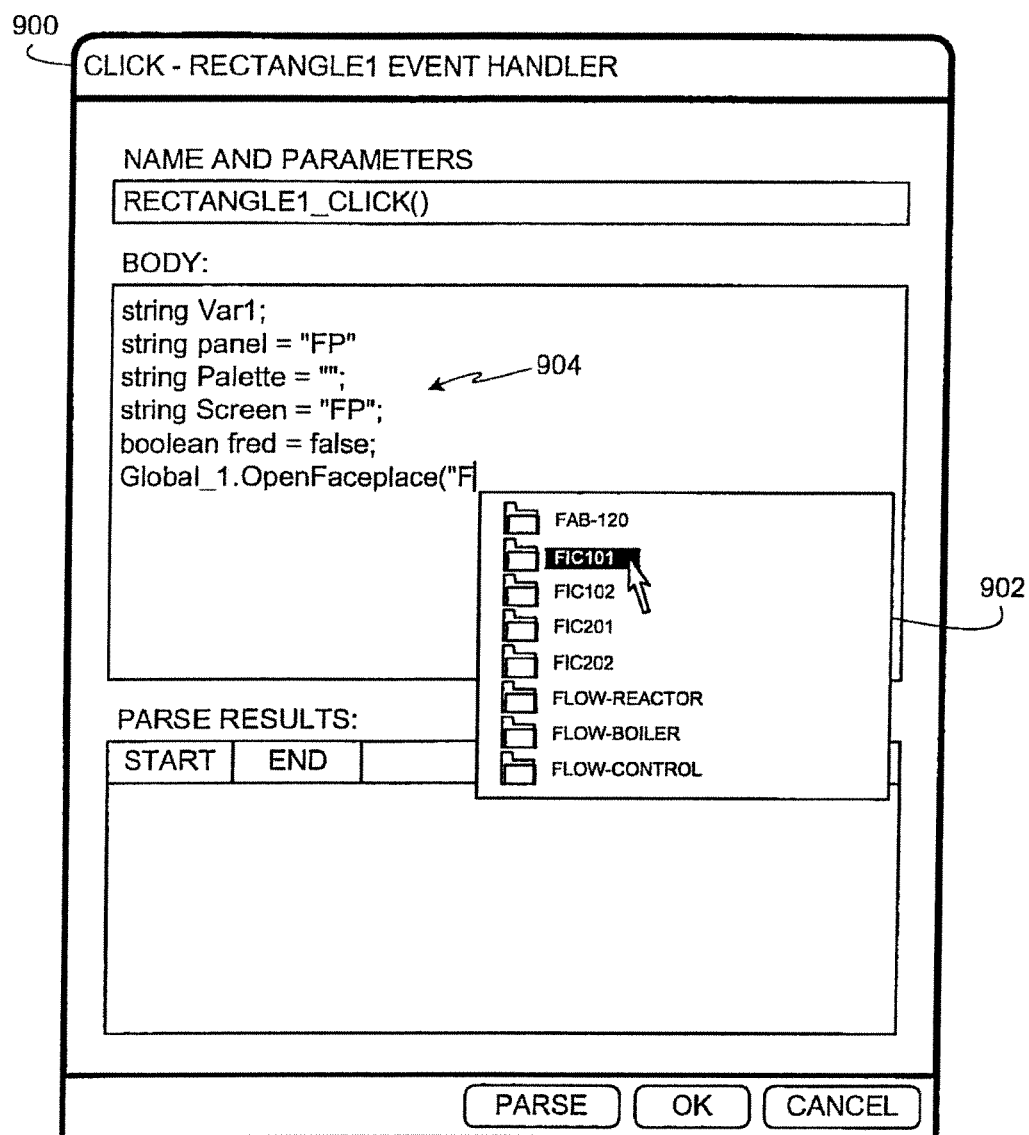 900
CLICK - RECTANGLE1 EVENT HANDLER
NAME AND PARAMETERS
RECTANGLE1_CLICK()
BODY:
string Var1;
string panel = "FP"
string Palette = "";
904
string Screen = "FP";
boolean fred = false;
Global_1.OpenFaceplace("F
FAB-120
FIC101
FIC102
902
FIC201
FIC202
FLOW-REACTOR
FLOW-BOILER
FLOW-CONTROL
PARSE RESULTS:
START END
PARSE OK CANCEL